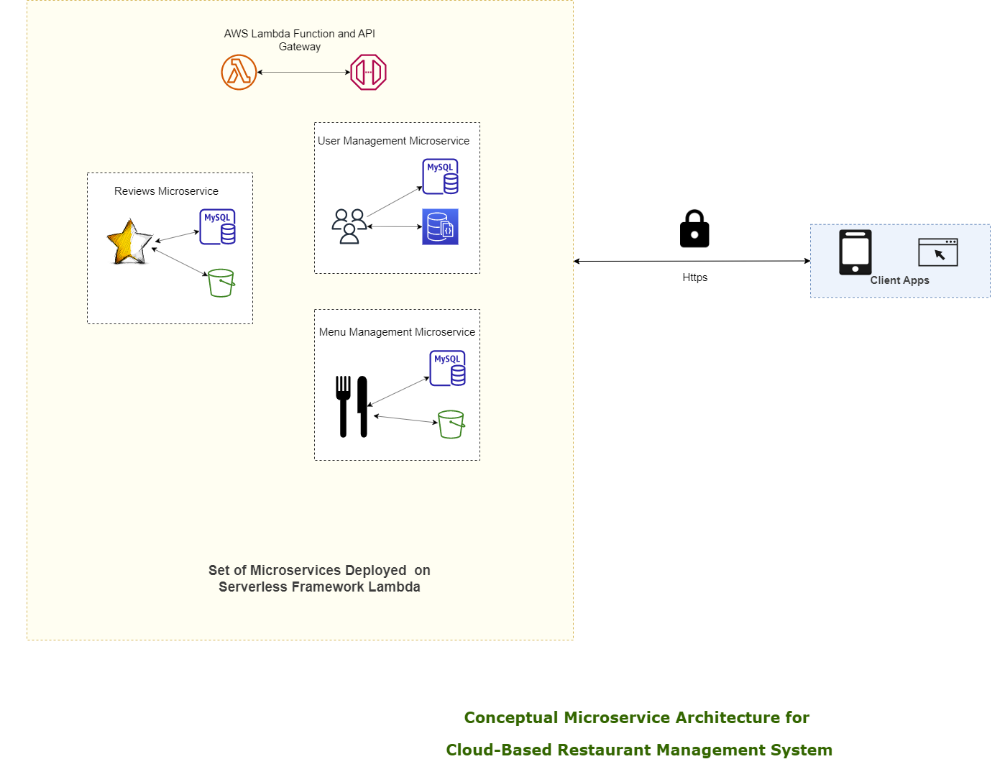 AWS Lambda Function and API
Gateway
User Management Microservice
MySQL
Reviews Microservice
MySQL
Https
Client Apps
Menu Management Microservice
MySQL
Set of Microservices Deployed on
Serverless Framework Lambda
Conceptual Microservice Architecture for
Cloud-Based Restaurant Management System